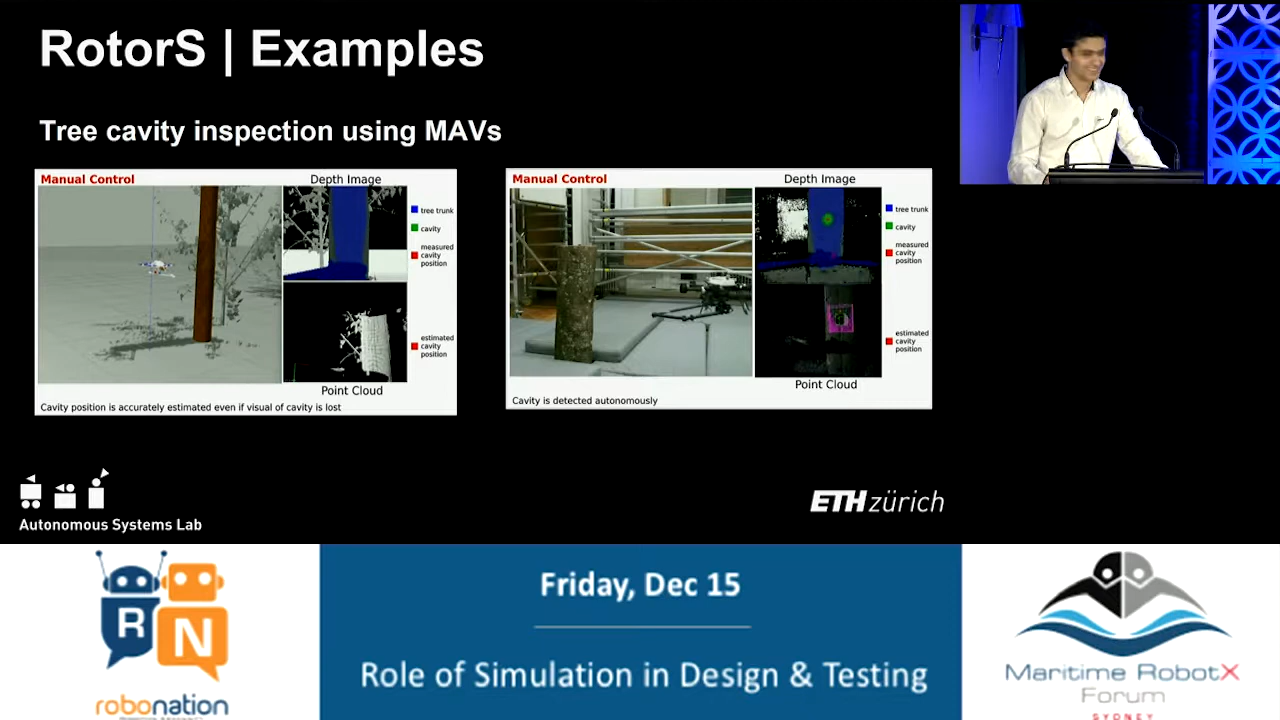 RotorS | Examples
Tree cavity inspection using MAVs
Manual Control
Depth Image
tree trunk
cavity
measured
cavity
position
estimated
cavity
position
Point Cloud
Cavity position is accurately estimated even if visual of cavity is lost
Manual Control
Depth Image
tree trunk
cavity
measured
cavity
position
estimated
cavity
position
Point Cloud
Cavity is detected autonomously
Autonomous Systems Lab
ETH zürich
RN
robonation
Friday, Dec 15
Role of Simulation in Design & Testing
Maritime RobotX
Forum
SYDNEY